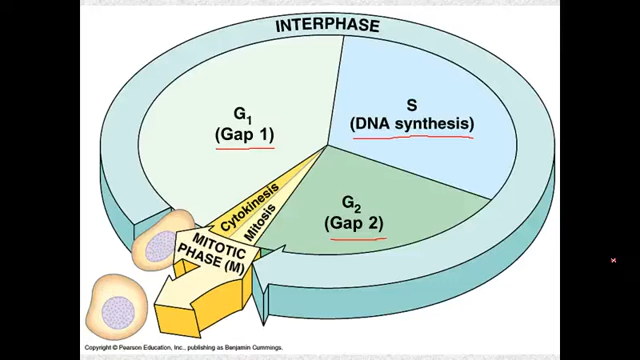 INTERPHASE
G₁
(Gap 1)
S
(DNA synthesis)
Cytokinesis
Mitosis
G₂
(Gap 2)
MITOTIC
PHASE (M)
Copyright © Pearson Education, Inc., publishing as Benjamin Cummings.